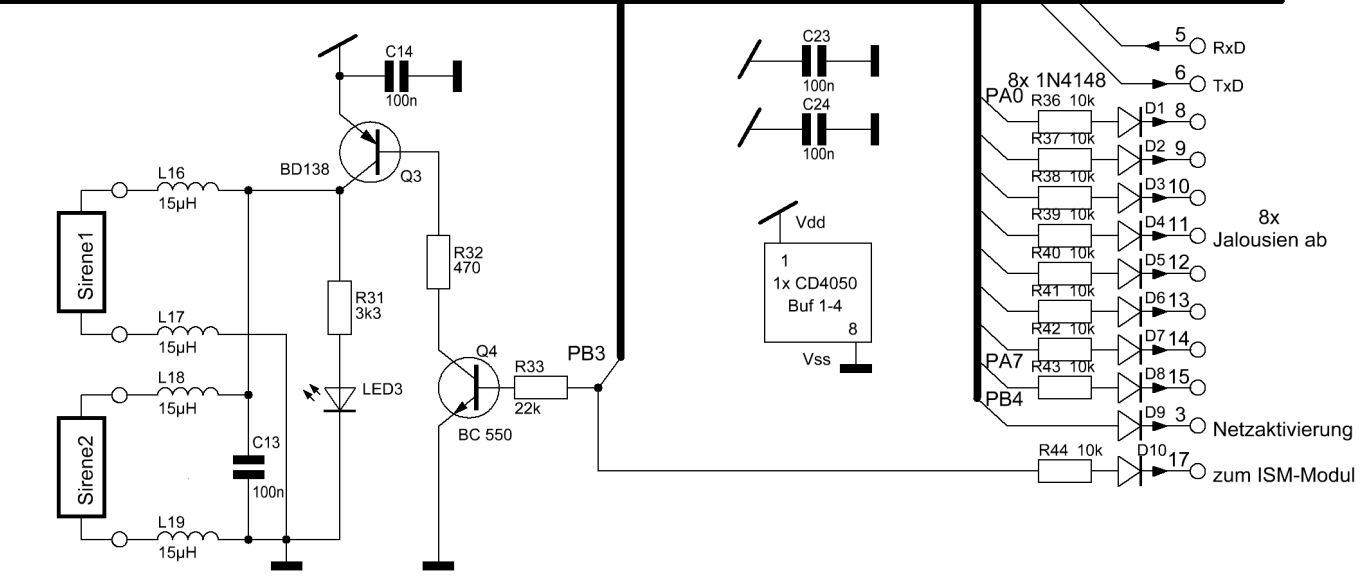 C14
100n
BD138
Q3
L16
15µH
Sirene1
L17
15µH
L18
15µH
Sirene2
L19
15µH
C13
100n
R31
3k3
LED3
R32
470
Q4
BC 550
R33
22k
PB3
C23
100n
C24
100n
Vdd
1
1x CD4050
Buf 1-4
8
Vss
5 RxD
6 TxD
8x 1N4148
PA0
R36 10k D1 8
R37 10k D2 9
R38 10k D3 10
R39 10k D4 11
R40 10k D5 12
R41 10k D6 13
R42 10k D7 14
PA7
R43 10k D8 15
8x
Jalousien ab
PB4
D9 3 Netzaktivierung
R44 10k D10 17 zum ISM-Modul